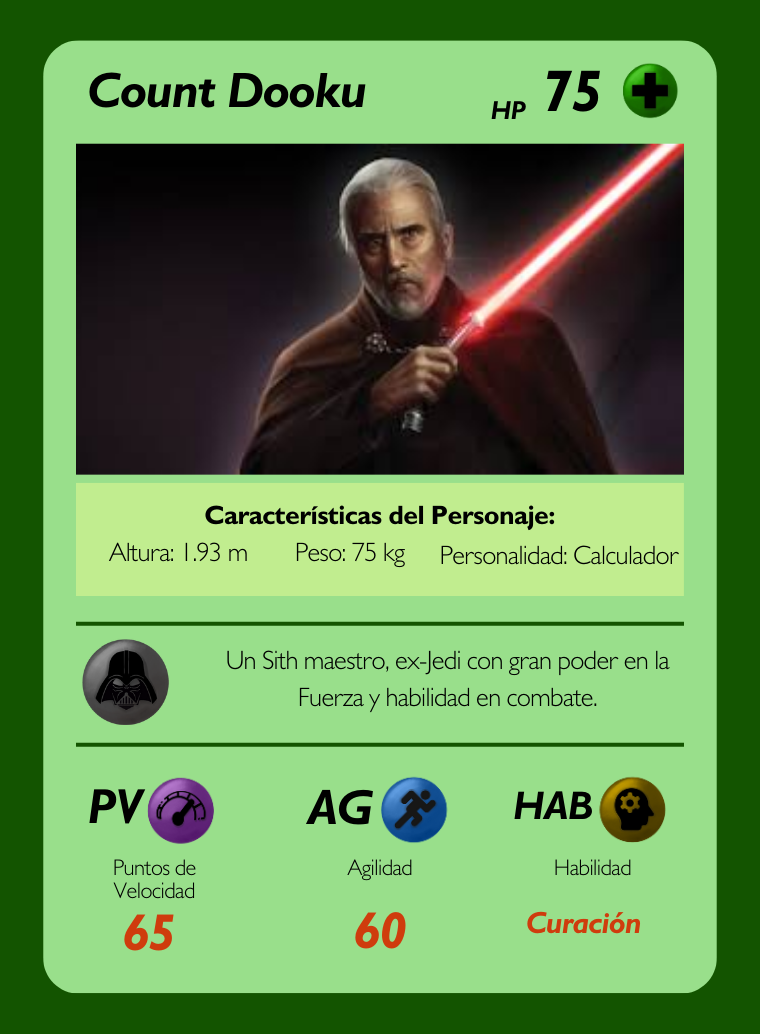 Count Dooku
HP 75
Características del Personaje:
Altura: 1.93 m Peso: 75 kg Personalidad: Calculador
Un Sith maestro, ex-Jedi con gran poder en la
Fuerza y habilidad en combate.
PV AG HAB
Puntos de
Velocidad
Agilidad
Habilidad
65 60 Curación